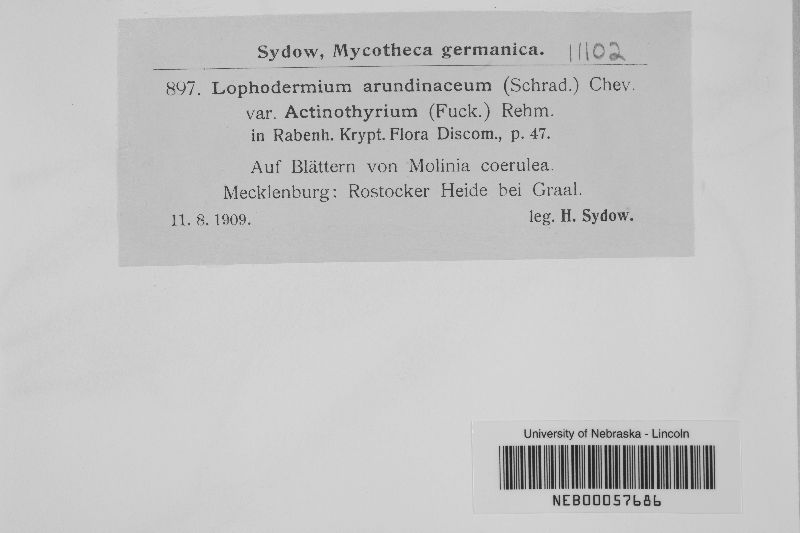 Sydow, Mycotheca germanica. 11102
897. Lophodermium arundinaceum (Schrad.) Chev.
var. Actinothyrium (Fuck.) Rehm.
in Rabenh. Krypt. Flora Discom., p. 47.
Auf Blättern von Molinia coerulea.
Mecklenburg: Rostocker Heide bei Graal.
11. 8. 1909. leg. H. Sydow.
University of Nebraska - Lincoln
NEB00057686